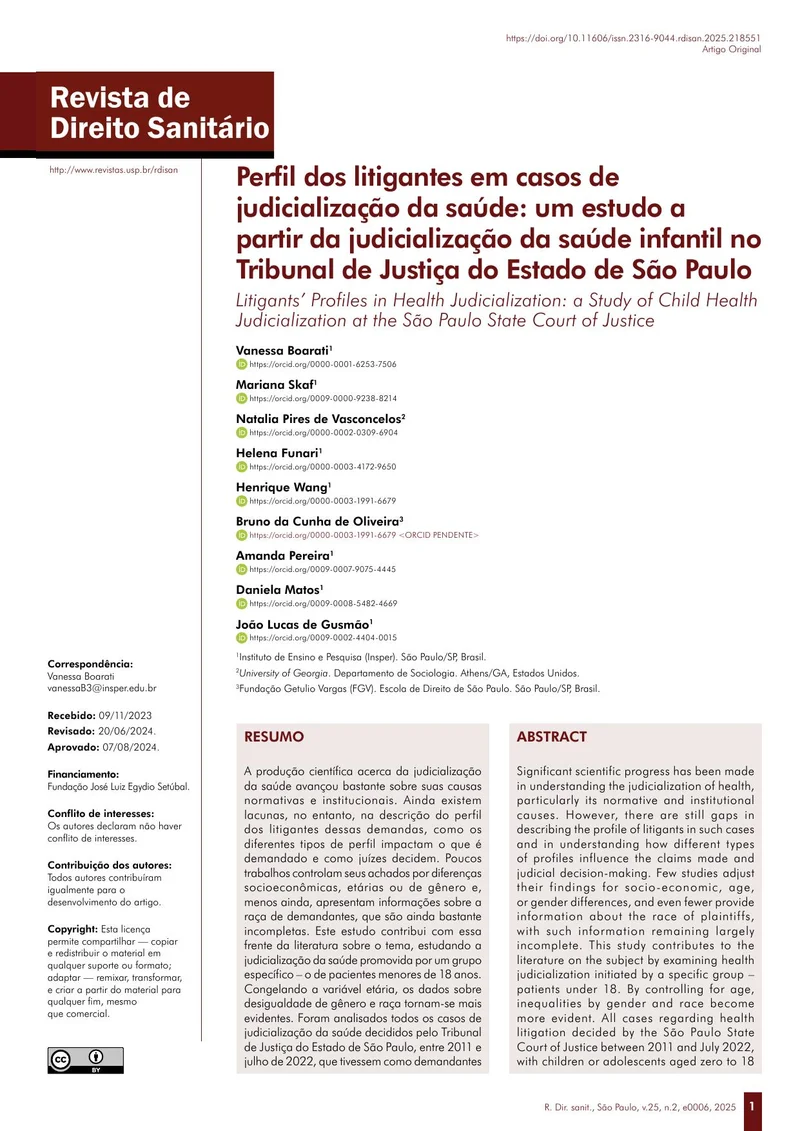 https://doi.org/10.11606/issn.2316-9044.rdisan.2025.218551
Artigo Original
Revista de
Direito Sanitário
http://www.revistas.usp.br/rdisan
Perfil dos litigantes em casos de
judicialização da saúde: um estudo a
partir da judicialização da saúde infantil no
Tribunal de Justiça do Estado de São Paulo
Litigants’ Profiles in Health Judicialization: a Study of Child Health
Judicialization at the São Paulo State Court of Justice
Vanessa Boarati¹
iD https://orcid.org/0000-0001-6253-7506
Mariana Skaf¹
iD https://orcid.org/0009-0000-9238-8214
Natalia Pires de Vasconcelos²
iD https://orcid.org/0000-0002-0309-6904
Helena Funari¹
iD https://orcid.org/0000-0003-4172-9650
Henrique Wang¹
iD https://orcid.org/0000-0003-1991-6679
Bruno da Cunha de Oliveira³
iD https://orcid.org/0000-0003-1991-6679 <ORCID PENDENTE>
Amanda Pereira¹
iD https://orcid.org/0009-0007-9075-4445
Daniela Matos¹
iD https://orcid.org/0009-0008-5482-4669
João Lucas de Gusmão¹
iD https://orcid.org/0009-0002-4404-0015
¹Instituto de Ensino e Pesquisa (Insper). São Paulo/SP, Brasil.
²University of Georgia. Departamento de Sociologia. Athens/GA, Estados Unidos.
³Fundação Getulio Vargas (FGV). Escola de Direito de São Paulo. São Paulo/SP, Brasil.
Correspondência:
Vanessa Boarati
vanessaB3@insper.edu.br
Recebido: 09/11/2023
Revisado: 20/06/2024.
Aprovado: 07/08/2024.
Financiamento:
Fundação José Luiz Egydio Setúbal.
Conflito de interesses:
Os autores declaram não haver
conflito de interesses.
Contribuição dos autores:
Todos autores contribuíram
igualmente para o
desenvolvimento do artigo.
Copyright: Esta licença
permite compartilhar — copiar
e redistribuir o material em
qualquer suporte ou formato;
adaptar — remixar, transformar,
e criar a partir do material para
qualquer fim, mesmo
que comercial.
cc BY
RESUMO
A produção científica acerca da judicialização
da saúde avançou bastante sobre suas causas
normativas e institucionais. Ainda existem
lacunas, no entanto, na descrição do perfil
dos litigantes dessas demandas, como os
diferentes tipos de perfil impactam o que é
demandado e como juízes decidem. Poucos
trabalhos controlam seus achados por diferenças
socioeconômicas, etárias ou de gênero e,
menos ainda, apresentam informações sobre a
raça de demandantes, que são ainda bastante
incompletas. Este estudo contribui com essa
frente da literatura sobre o tema, estudando a
judicialização da saúde promovida por um grupo
específico – o de pacientes menores de 18 anos.
Congelando a variável etária, os dados sobre
desigualdade de gênero e raça tornam-se mais
evidentes. Foram analisados todos os casos de
judicialização da saúde decididos pelo Tribunal
de Justiça do Estado de São Paulo, entre 2011 e
julho de 2022, que tivessem como demandantes
ABSTRACT
Significant scientific progress has been made
in understanding the judicialization of health,
particularly its normative and institutional
causes. However, there are still gaps in
describing the profile of litigants in such cases
and in understanding how different types
of profiles influence the claims made and
judicial decision-making. Few studies adjust
their findings for socio-economic, age,
or gender differences, and even fewer provide
information about the race of plaintiffs,
with such information remaining largely
incomplete. This study contributes to the
literature on the subject by examining health
judicialization initiated by a specific group –
patients under 18. By controlling for age,
inequalities by gender and race become
more evident. All cases regarding health
litigation decided by the São Paulo State
Court of Justice between 2011 and July 2022,
with children or adolescents aged zero to 18
R. Dir. sanit., São Paulo, v.25, n.2, e0006, 2025 1